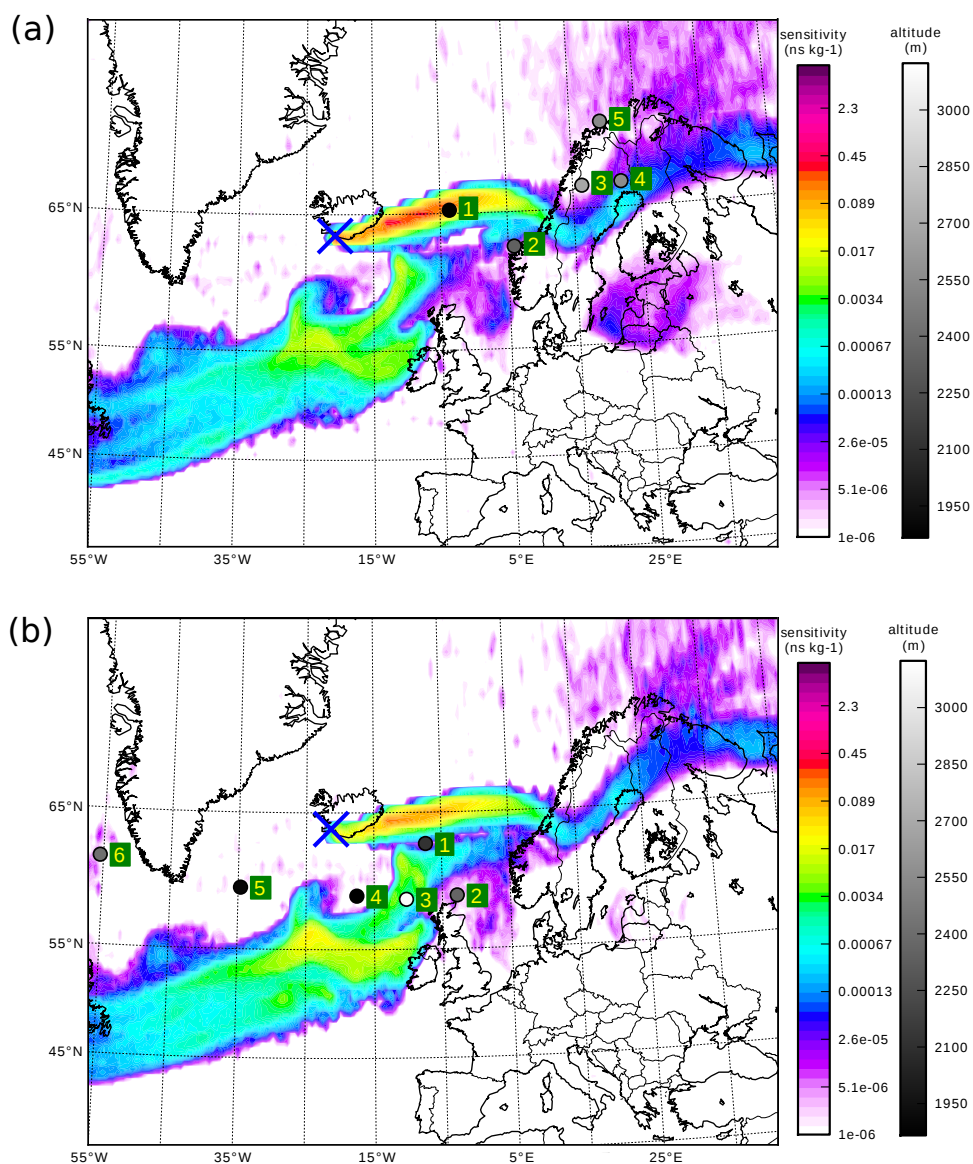 (a)
sensitivity
(ns kg-1)
altitude
(m)
2.3
0.45
0.089
0.017
0.0034
0.00067
0.00013
2.6e-05
5.1e-06
1e-06
3000
2850
2700
2550
2400
2250
2100
1950
65°N
55°N
45°N
55°W
35°W
15°W
5°E
25°E
5
3
4
1
2
(b)
sensitivity
(ns kg-1)
altitude
(m)
2.3
0.45
0.089
0.017
0.0034
0.00067
0.00013
2.6e-05
5.1e-06
1e-06
3000
2850
2700
2550
2400
2250
2100
1950
65°N
55°N
45°N
55°W
35°W
15°W
5°E
25°E
1
6
5
4
3
2